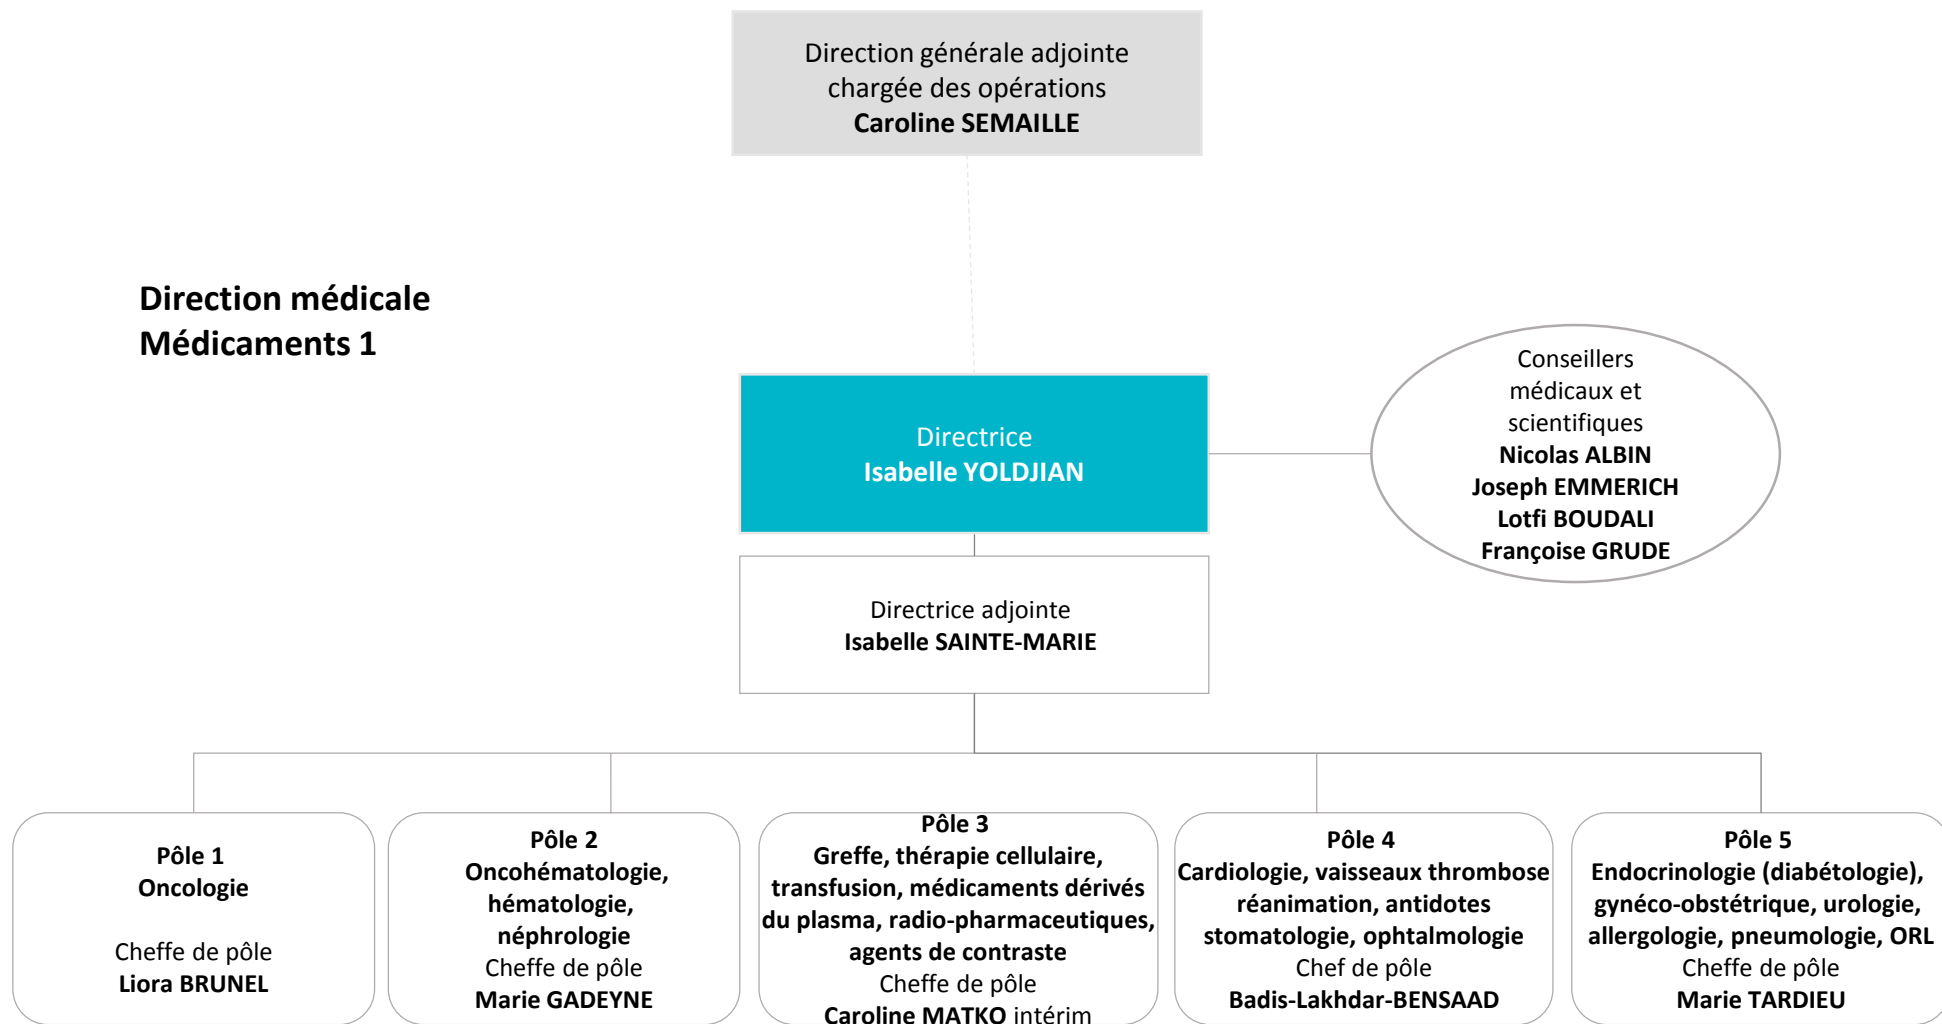 Direction générale adjointe
chargée des opérations
Caroline SEMAILLE
Direction médicale
Médicaments 1
Directrice
Isabelle YOLDJIAN
Conseillers
médicaux et
scientifiques
Nicolas ALBIN
Joseph EMMERICH
Lotfi BOUDALI
Françoise GRUDE
Directrice adjointe
Isabelle SAINTE-MARIE
Pôle 1
Oncologie
Cheffe de pôle
Liora BRUNEL
Pôle 2
Oncohématologie,
hématologie,
néphrologie
Cheffe de pôle
Marie GADEYNE
Pôle 3
Greffe, thérapie cellulaire,
transfusion, médicaments dérivés
du plasma, radio-pharmaceutiques,
agents de contraste
Cheffe de pôle
Caroline MATKO intérim
Pôle 4
Cardiologie, vaisseaux thrombose
réanimation, antidotes
stomatologie, ophtalmologie
Chef de pôle
Badis-Lakhdar-BENSAAD
Pôle 5
Endocrinologie (diabétologie),
gynéco-obstétrique, urologie,
allergologie, pneumologie, ORL
Cheffe de pôle
Marie TARDIEU